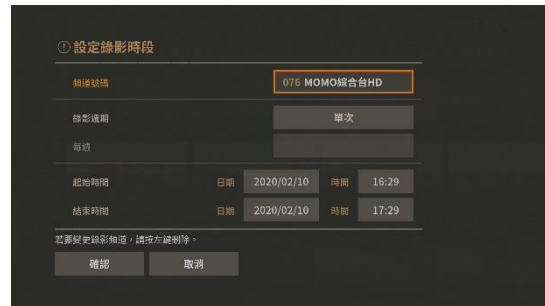 設定錄影時段
頻道號碼 076 MOMO綜合台HD
錄影週期 單次
每週
起始時間 日期 2020/02/10 時間 16:29
結束時間 日期 2020/02/10 時間 17:29
若要變更錄影頻道,請按左鍵刪除。
確認 取消